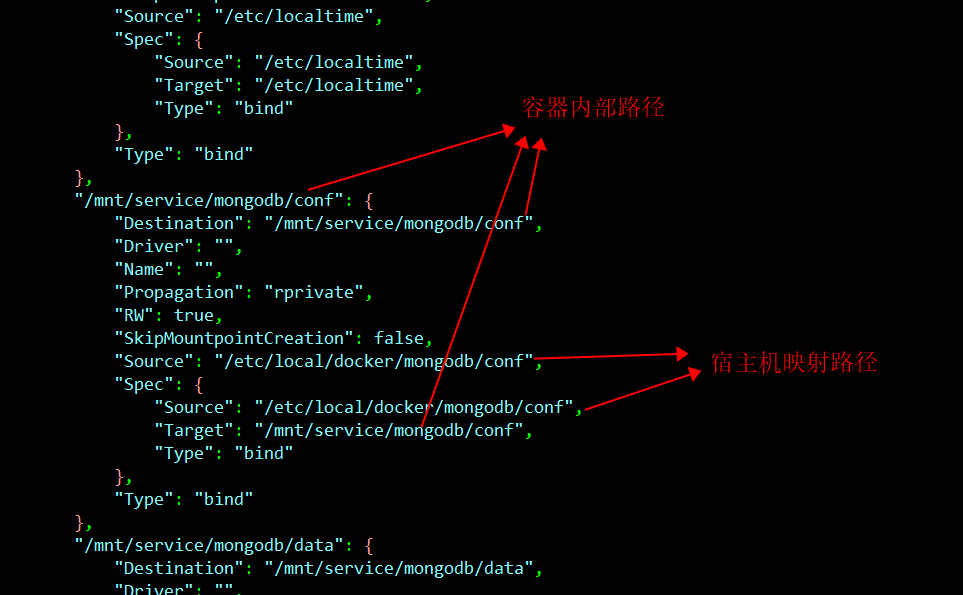 "Source": "/etc/localtime",
"Spec": {
"Source": "/etc/localtime",
"Target": "/etc/localtime",
"Type": "bind"
容器内部路径
},
"Type": "bind"
},
"/mnt/service/mongodb/conf": {
"Destination": "/mnt/service/mongodb/conf",
"Driver": "",
"Name": "",
"Propagation": "rprivate",
"RW": true,
"SkipMountpointCreation": false,
"Source": "/etc/local/docker/mongodb/conf",
宿主机映射路径
"Spec": {
"Source": "/etc/local/docker/mongodb/conf",
"Target": "/mnt/service/mongodb/conf",
"Type": "bind"
},
"Type": "bind"
},
"/mnt/service/mongodb/data": {
"Destination": "/mnt/service/mongodb/data",
"Driver": "",